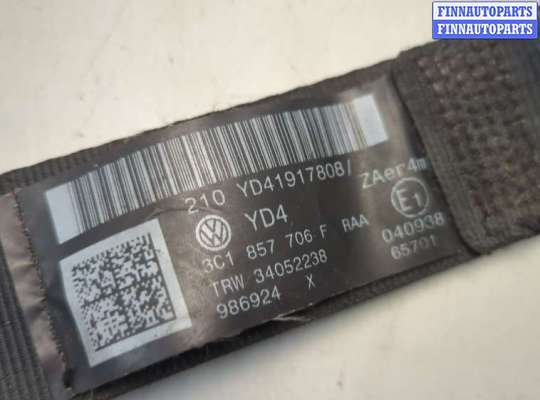 FINNAUTOPARTS
FINNAUTOPARTS
210 YD41917808/
YD4 ZAer4m
3C1 857 706 F RAA E1
TRW 34052238 040938
986924 X 65701